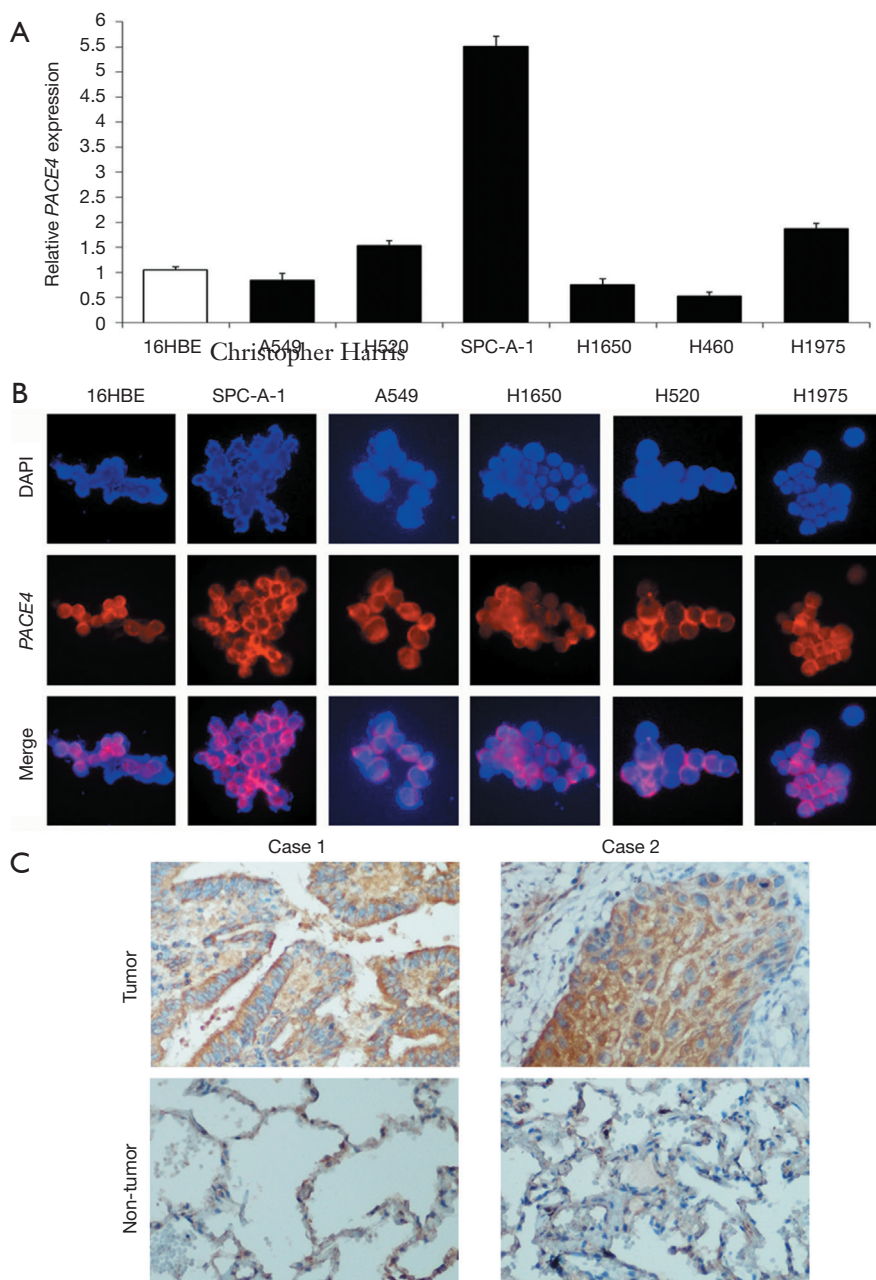 A
Relative PACE4 expression
6
5.5
5
4.5
4
3.5
3
2.5
2
1.5
1
0.5
0
16HBE A549 H520 SPC-A-1 H1650 H460 H1975
Christopher Harris
B
16HBE SPC-A-1 A549 H1650 H520 H1975
DAPI
PACE4
Merge
C
Case 1 Case 2
Tumor
Non-tumor